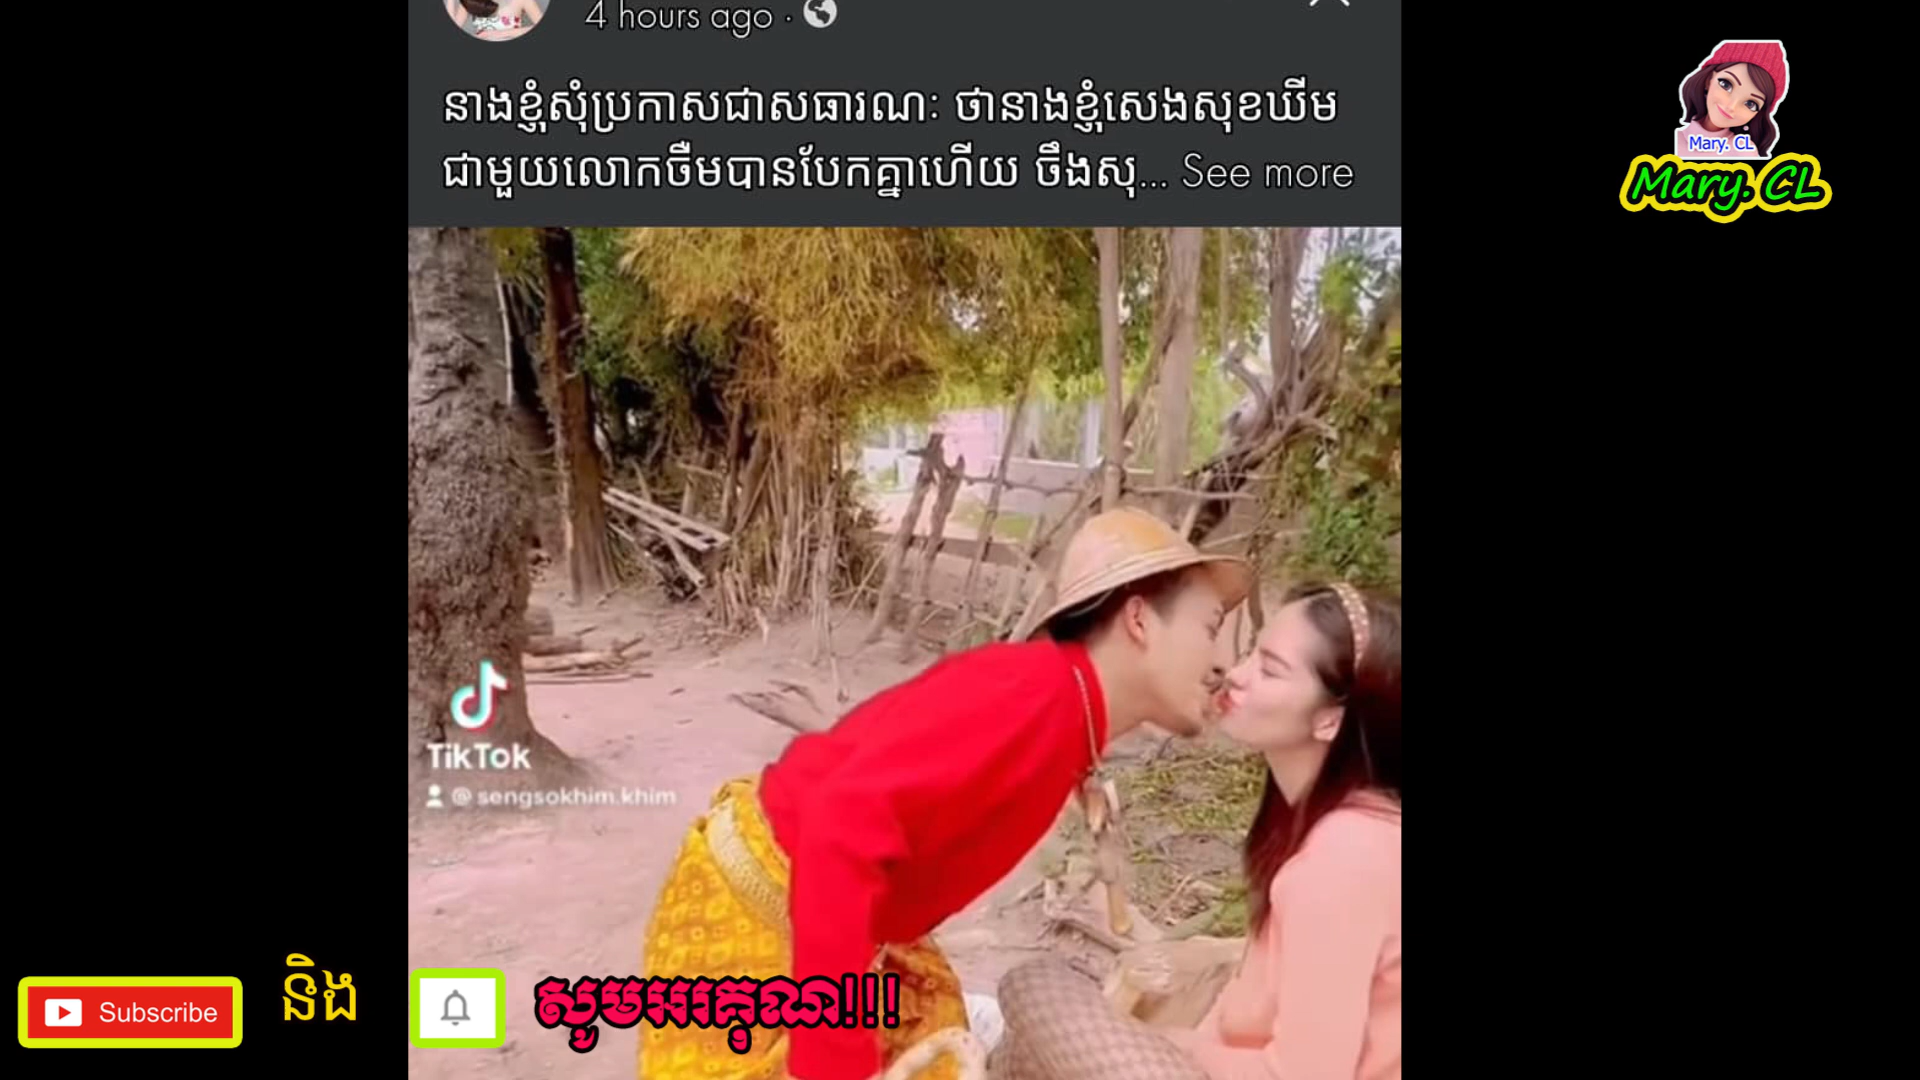 4 hours ago ·
នាងខ្ញុំសុំប្រកាសជាសធារណៈ ថានាងខ្ញុំសេងសុខឃីម
ជាមួយលោកចឺមបានបែកគ្នាហើយ ចឹងសុ... See more
Mary. CL
Mary. CL
TikTok
@ sengsokhim.khim
Subscribe
និង
សូមអរគុណ!!!